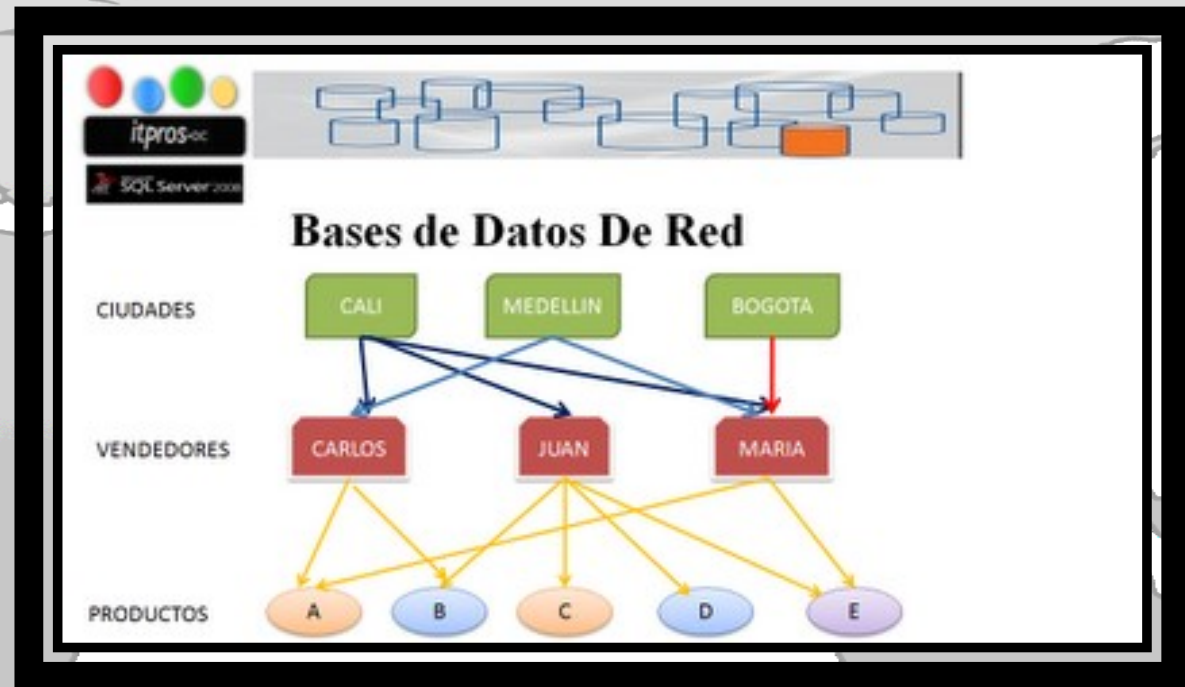 itpros
SQL Server 2008
Bases de Datos De Red
CIUDADES
CALI
MEDELLIN
BOGOTA
VENDEDORES
CARLOS
JUAN
MARIA
PRODUCTOS
A
B
C
D
E